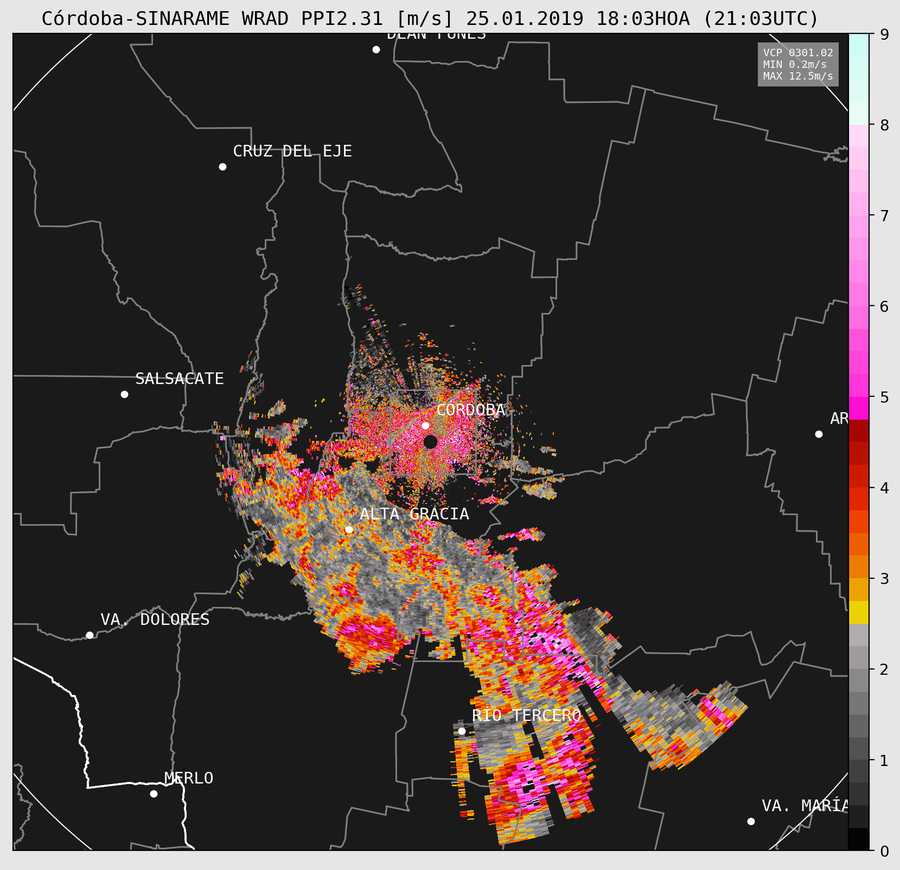 Córdoba-SINARAME WRAD PPI2.31 [m/s] 25.01.2019 18:03HOA (21:03UTC)
DEAN FUNES
VCP 0301.02
MIN 0.2m/s
MAX 12.5m/s
CRUZ DEL EJE
SALSACATE
CÓRDOBA
AR
ALTA GRACIA
VA. DOLORES
RÍO TERCERO
MERLO
VA. MARÍA
9
8
7
6
5
4
3
2
1
0